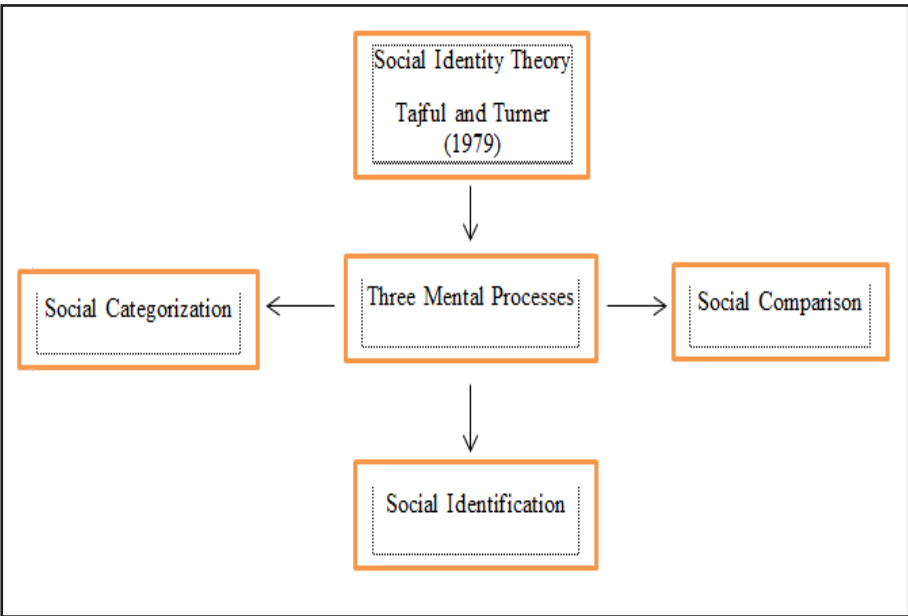 Social Identity Theory
Tajful and Turner
(1979)
Social Categorization
Three Mental Processes
Social Comparison
Social Identification